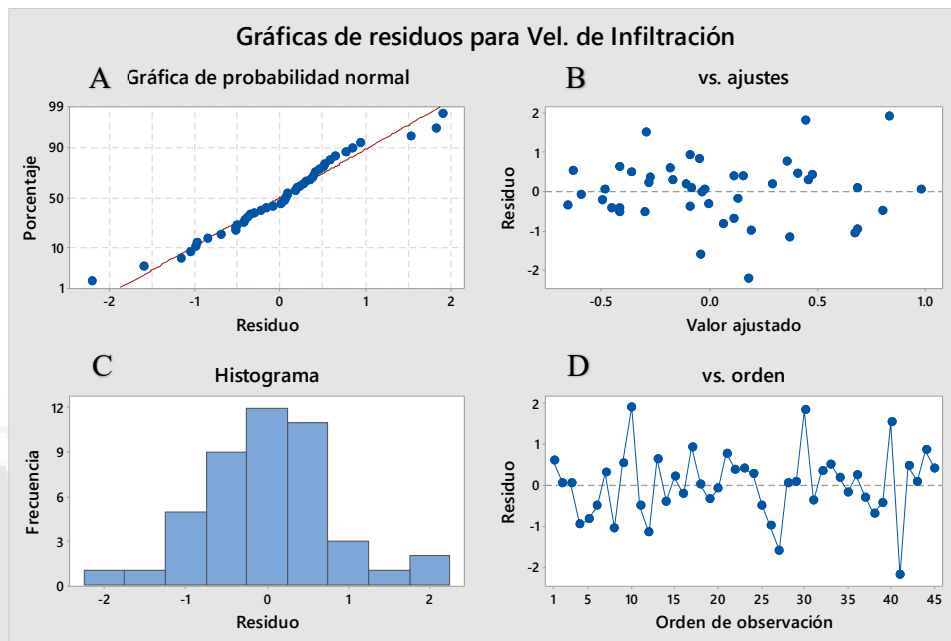 Gráficas de residuos para Vel. de Infiltración
A Gráfica de probabilidad normal
99
90
50
10
1
Porcentaje
-2 -1 0 1 2
Residuo
B vs. ajustes
2
1
0
-1
-2
Residuo
-0.5 0.0 0.5 1.0
Valor ajustado
C Histograma
12
9
6
3
0
Frecuencia
-2 -1 0 1 2
Residuo
D vs. orden
2
1
0
-1
-2
Residuo
1 5 10 15 20 25 30 35 40 45
Orden de observación